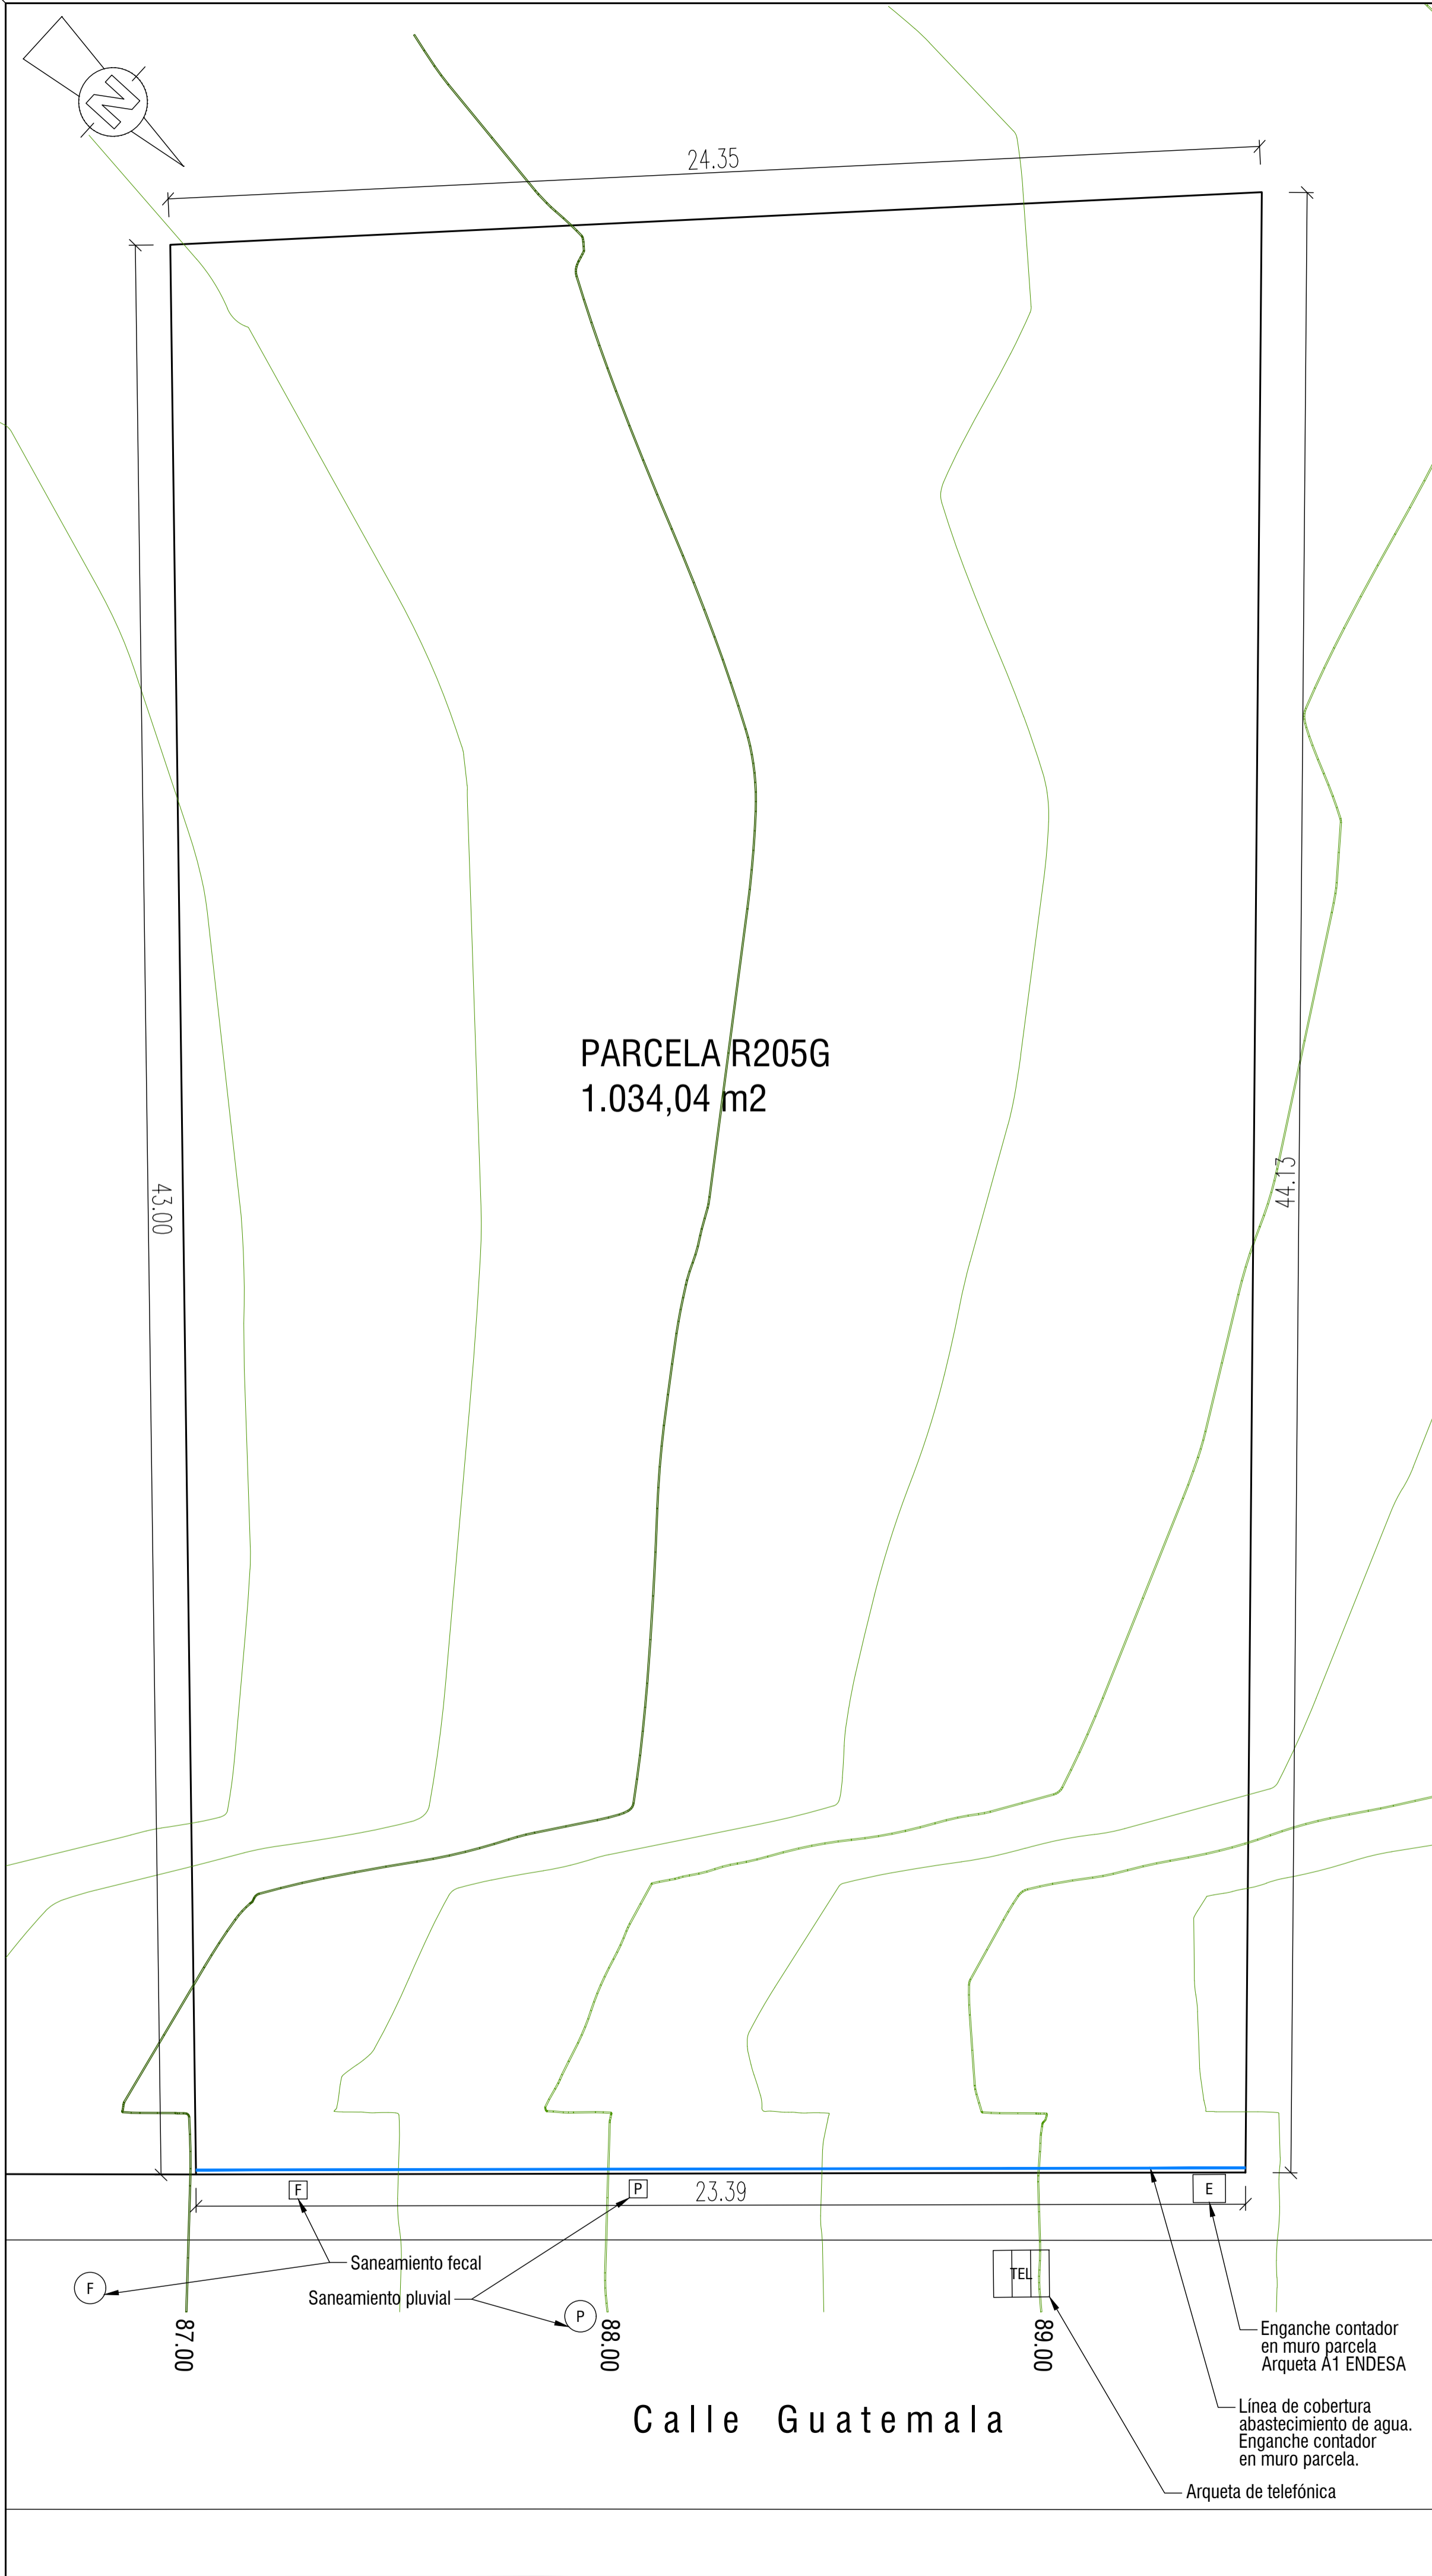 N
24.35
PARCELA R205G
1.034,04 m2
43.00
44.13
F
P
23.39
E
Saneamiento fecal
TEL
F
Saneamiento pluvial
P
87.00
88.00
89.00
Enganche contador
en muro parcela
Arqueta A1 ENDESA
Calle Guatemala
Línea de cobertura
abastecimiento de agua.
Enganche contador
en muro parcela.
Arqueta de telefónica